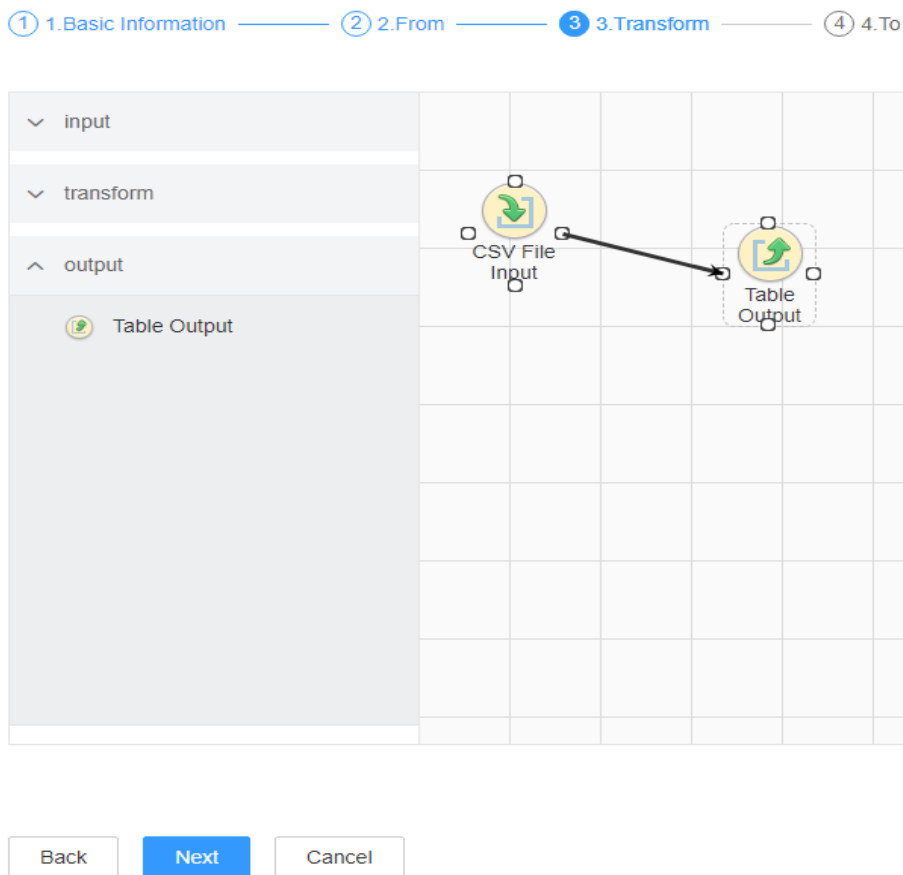 1 1.Basic Information 2 2.From 3 3.Transform 4 4.To
input
transform
output
Table Output
CSV File
Input
Table
Output
Back Next Cancel